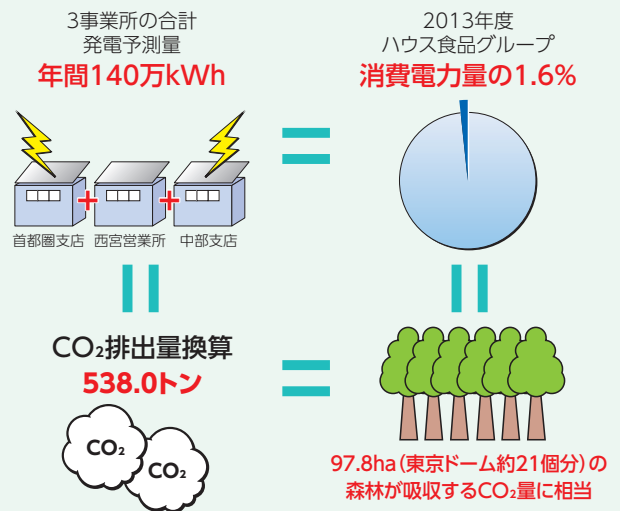 3事業所の合計
発電予測量
年間140万kWh
2013年度
ハウス食品グループ
消費電力量の1.6%
首都圏支店 西宮営業所 中部支店
CO₂排出量換算
538.0トン
CO₂
CO₂
97.8ha(東京ドーム約21個分)の
森林が吸収するCO₂量に相当